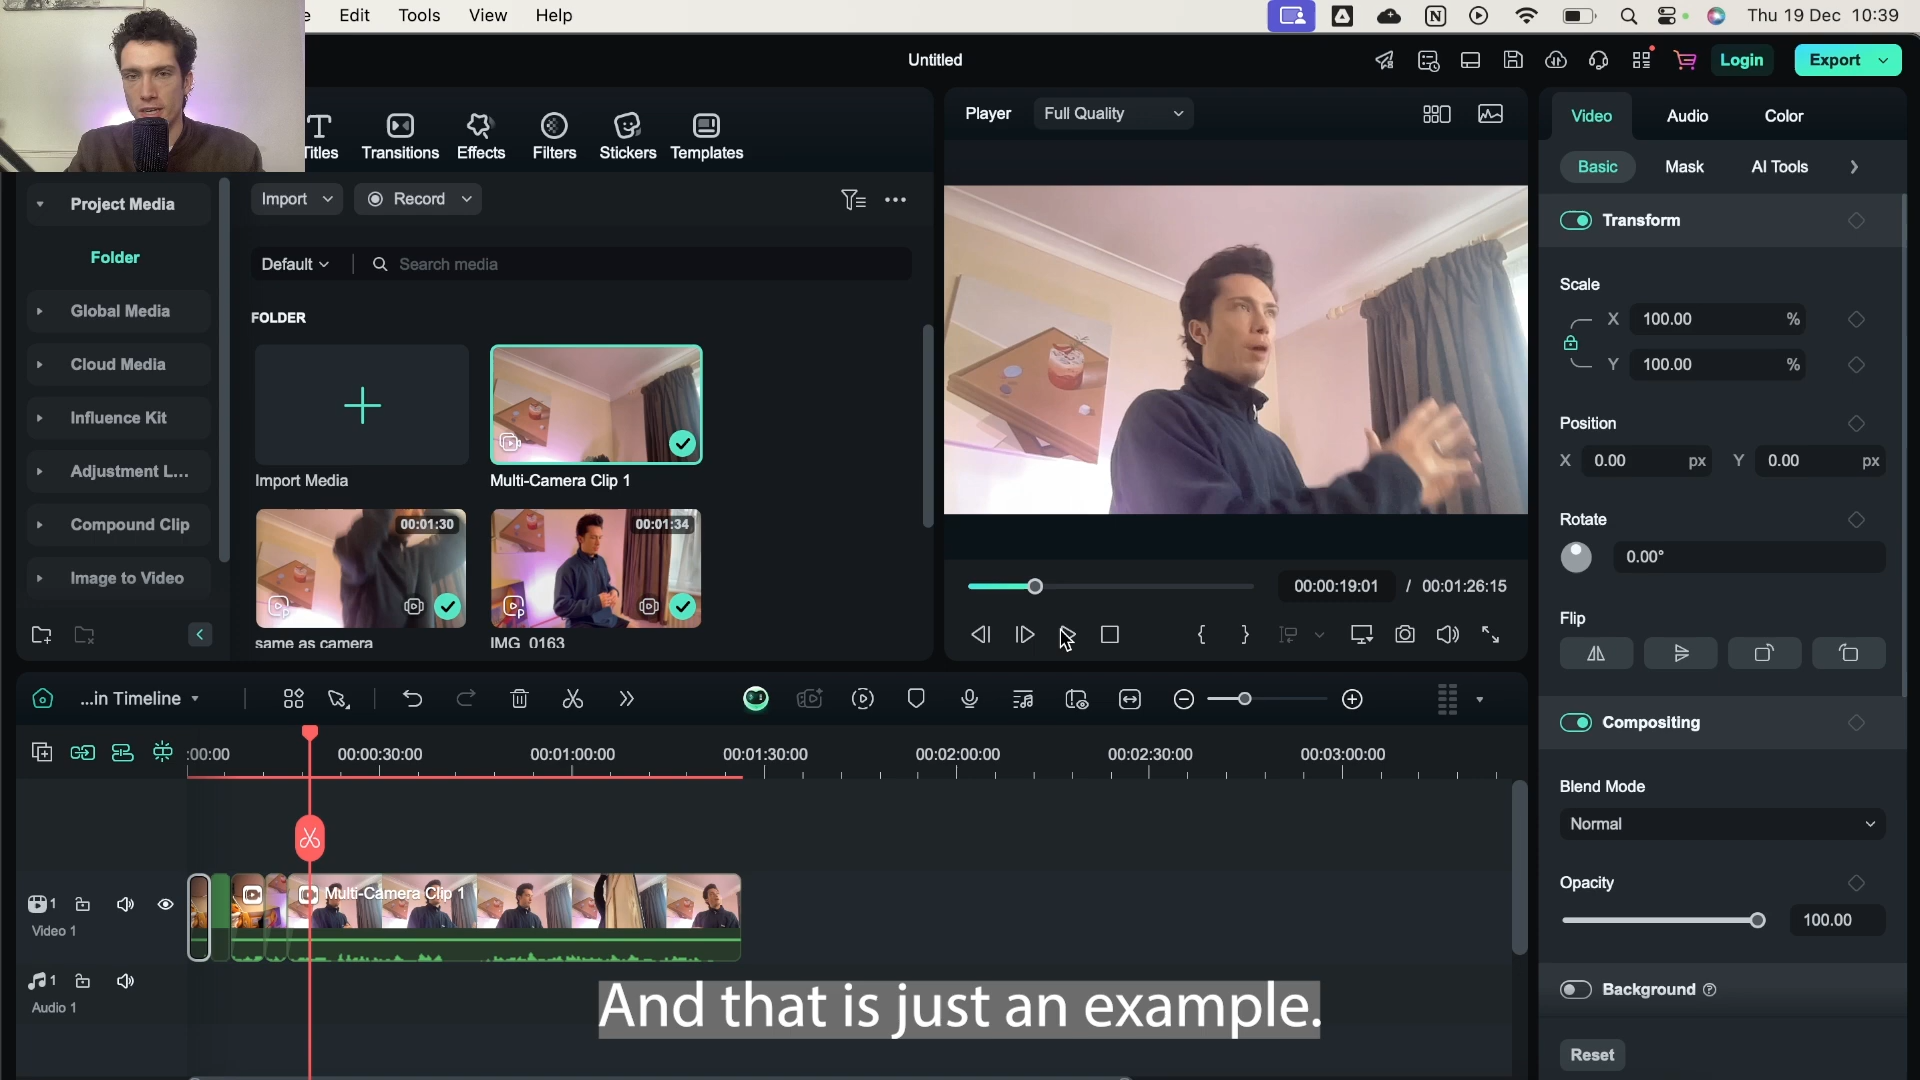 Edit Tools View Help
Thu 19 Dec 10:39
Untitled
Login
Export
Titles Transitions Effects Filters Stickers Templates
Player Full Quality
Video Audio Color
Basic Mask AI Tools
Project Media
Folder
Global Media
Cloud Media
Influence Kit
Adjustment L...
Compound Clip
Image to Video
Import Record
Default Search media
FOLDER
Import Media
Multi-Camera Clip 1
00:01:30
00:01:34
same as camera
IMG_0163
00:00:19:01 / 00:01:26:15
Transform
Scale
X 100.00 %
Y 100.00 %
Position
X 0.00 px Y 0.00 px
Rotate
0.00°
Flip
Compositing
Blend Mode
Normal
Opacity
100.00
Background
Reset
...in Timeline
:00:00 00:00:30:00 00:01:00:00 00:01:30:00 00:02:00:00 00:02:30:00 00:03:00:00
Multi-Camera Clip 1
1
Video 1
1
Audio 1
And that is just an example.